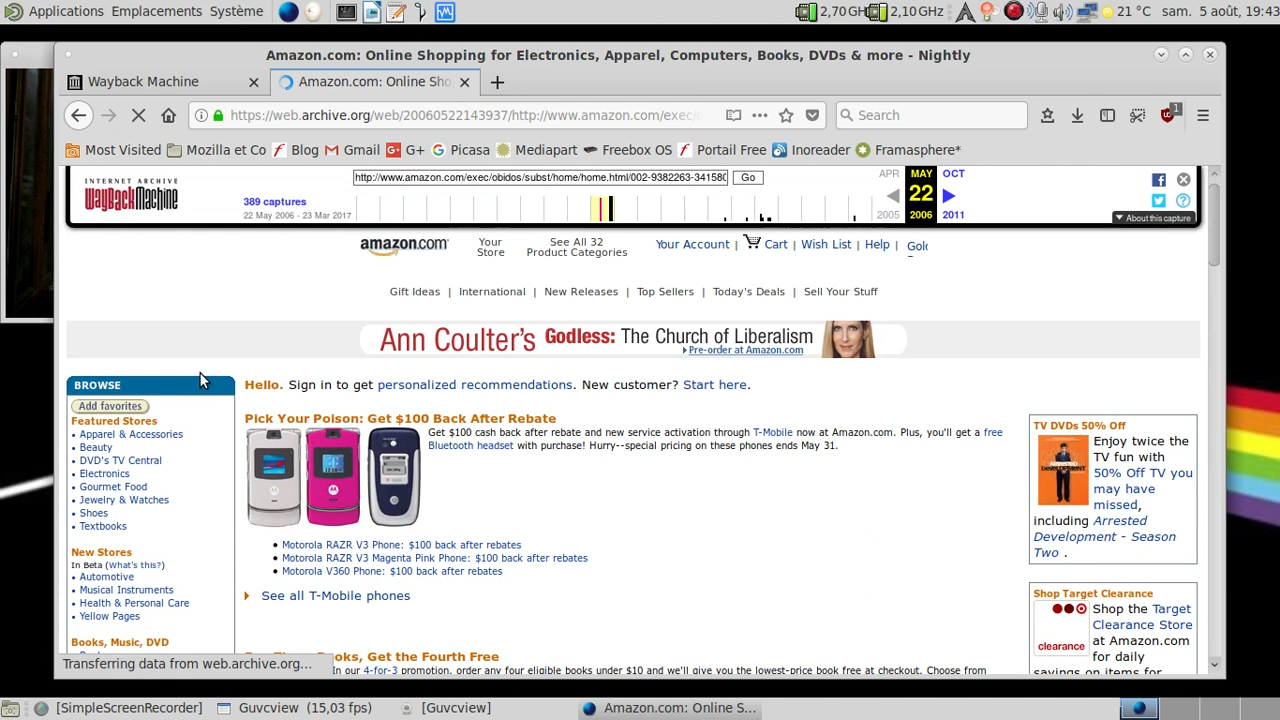 Applications Emplacements Système 2,70 GH 2,10 GHz 21 °C sam. 5 août, 19:43
Amazon.com: Online Shopping for Electronics, Apparel, Computers, Books, DVDs & more - Nightly
Wayback Machine Amazon.com: Online Sho
https://web.archive.org/web/20060522143937/http://www.amazon.com/exec/o Search 1
Most Visited Mozilla et Co Blog Gmail G+ Picasa Mediapart Freebox OS Portail Free Inoreader Framasphere*
INTERNET ARCHIVE
WayBackMachine
http://www.amazon.com/exec/obidos/subst/home/home.html/002-9382263-34158 Go
389 captures
22 May 2006 - 23 Mar 2017
APR MAY OCT
22
2005 2006 2011
About this capture
amazon.com
Your Store
See All 32
Product Categories
Your Account | Cart | Wish List | Help |
Gift Ideas | International | New Releases | Top Sellers | Today's Deals | Sell Your Stuff
Ann Coulter's Godless: The Church of Liberalism
Pre-order at Amazon.com
BROWSE
Add favorites
Featured Stores
• Apparel & Accessories
• Beauty
• DVD's TV Central
• Electronics
• Gourmet Food
• Jewelry & Watches
• Shoes
• Textbooks
New Stores
In Beta (What's this?)
• Automotive
• Musical Instruments
• Health & Personal Care
• Yellow Pages
Books, Music, DVD
Hello. Sign in to get personalized recommendations. New customer? Start here.
Pick Your Poison: Get $100 Back After Rebate
Get $100 cash back after rebate and new service activation through T-Mobile now at Amazon.com. Plus, you'll get a free
Bluetooth headset with purchase! Hurry--special pricing on these phones ends May 31.
• Motorola RAZR V3 Phone: $100 back after rebates
• Motorola RAZR V3 Magenta Pink Phone: $100 back after rebates
• Motorola V360 Phone: $100 back after rebates
See all T-Mobile phones
Books, Get the Fourth Free
In our 4-for-3 promotion, order any four eligible books under $10 and we'll give you the lowest-price book free at checkout. Choose from
TV DVDs 50% Off
Enjoy twice the
TV fun with
50% Off TV you
may have
missed,
including Arrested
Development - Season
Two .
Shop Target
Clearance
clearance
Shop the Target
Clearance Store
at Amazon.com
for daily
savings on items for
Transferring data from web.archive.org...
[SimpleScreenRecorder] Guvcview (15,03 fps) [Guvcview] Amazon.com: Online S...